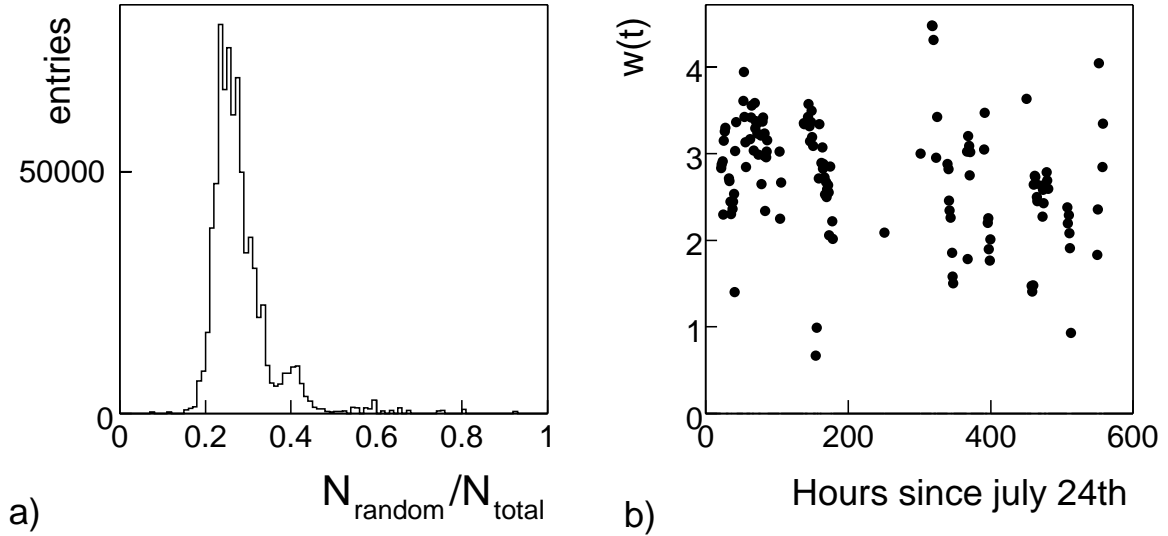 entries
50000
0
0 0.2 0.4 0.6 0.8 1
N_random/N_total
a)
w(t)
4
3
2
1
0
0 200 400 600
Hours since july 24th
b)